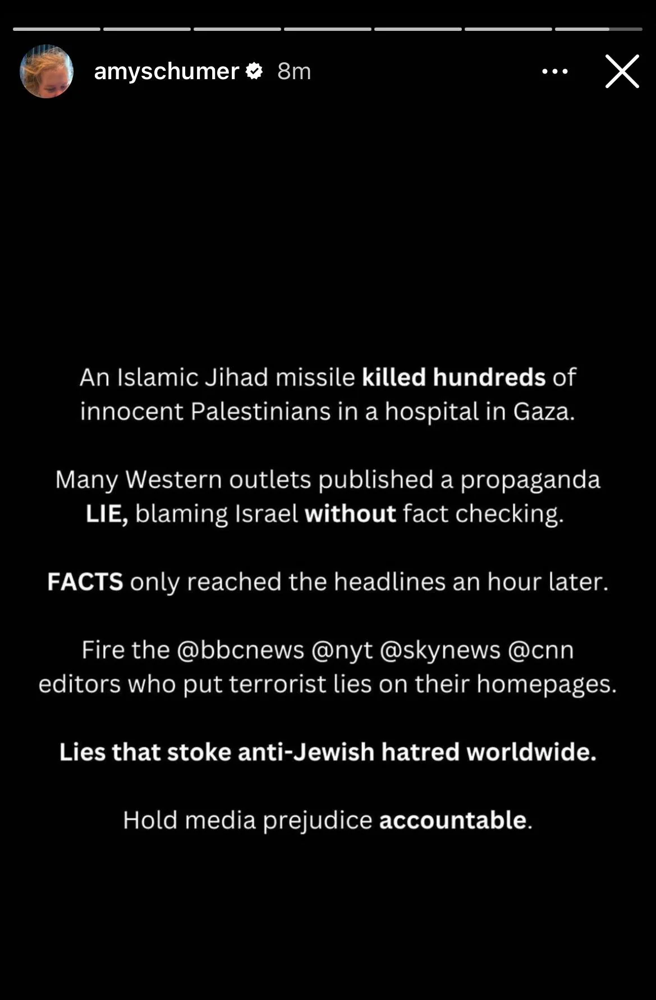 amyschumer 8m
An Islamic Jihad missile killed hundreds of
innocent Palestinians in a hospital in Gaza.
Many Western outlets published a propaganda
LIE, blaming Israel without fact checking.
FACTS only reached the headlines an hour later.
Fire the @bbcnews @nyt @skynews @cnn
editors who put terrorist lies on their homepages.
Lies that stoke anti-Jewish hatred worldwide.
Hold media prejudice accountable.